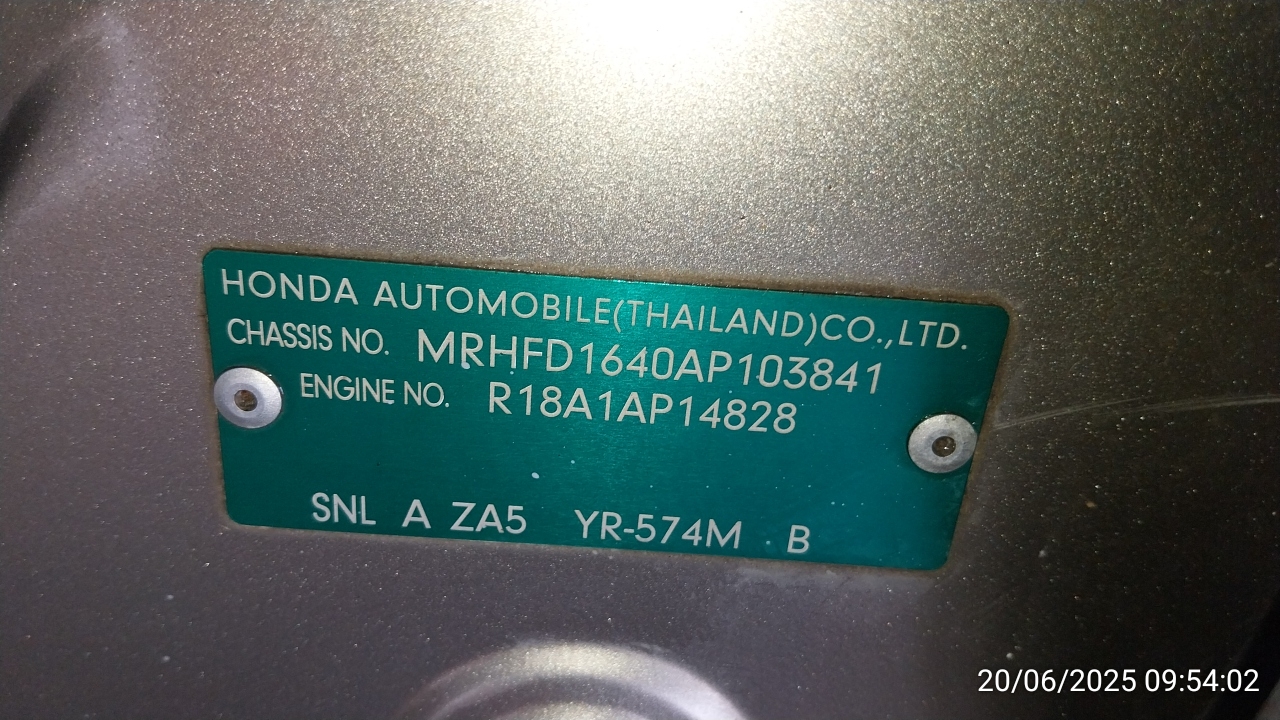 HONDA AUTOMOBILE(THAILAND)CO.,LTD.
CHASSIS NO. MRHFD1640AP103841
ENGINE NO. R18A1AP14828
SNL A ZA5 YR-574M B
20/06/2025 09:54:02